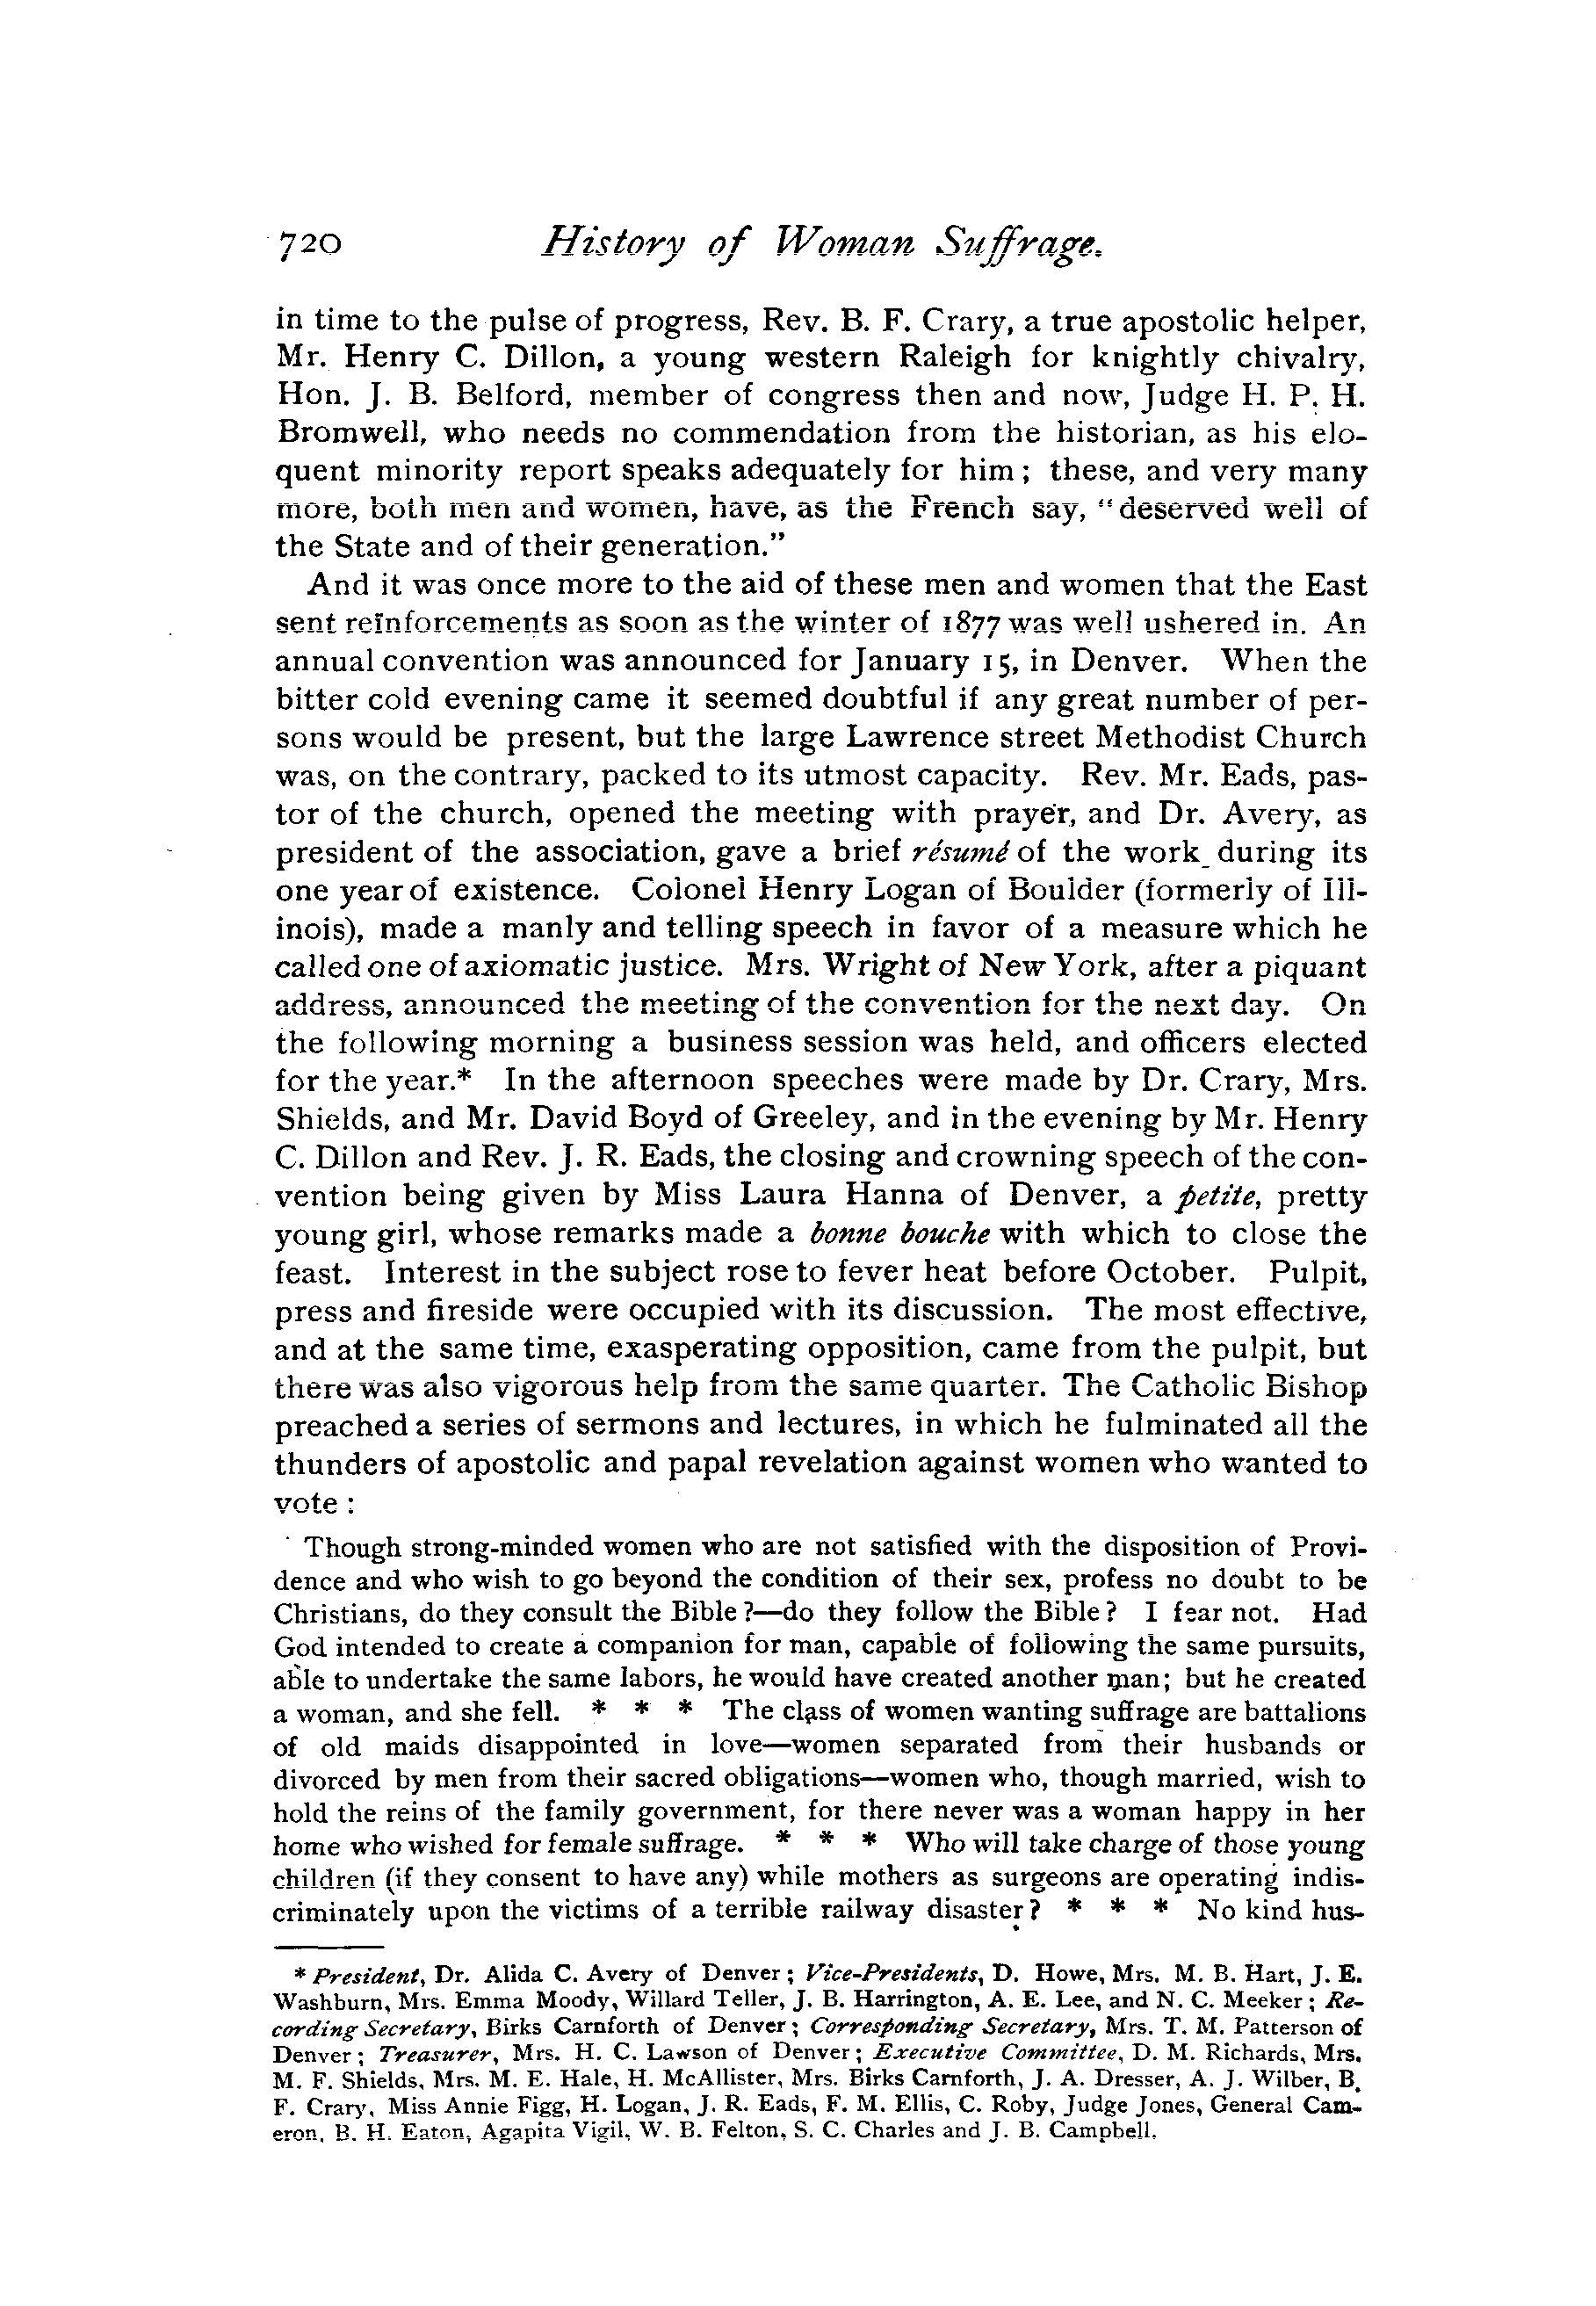 720 History of Woman Suffrage.
in time to the pulse of progress, Rev. B. F. Crary, a true apostolic helper,
Mr. Henry C. Dillon, a young western Raleigh for knightly chivalry,
Hon. J. B. Belford, member of congress then and now, Judge H. P. H.
Bromwell, who needs no commendation from the historian, as his elo-
quent minority report speaks adequately for him; these, and very many
more, both men and women, have, as the French say, "deserved well of
the State and of their generation."
And it was once more to the aid of these men and women that the East
sent reïnforcements as soon as the winter of 1877 was well ushered in. An
annual convention was announced for January 15, in Denver. When the
bitter cold evening came it seemed doubtful if any great number of per-
sons would be present, but the large Lawrence street Methodist Church
was, on the contrary, packed to its utmost capacity. Rev. Mr. Eads, pas-
tor of the church, opened the meeting with prayer, and Dr. Avery, as
president of the association, gave a brief résumé of the work during its
one year of existence. Colonel Henry Logan of Boulder (formerly of Ill-
inois), made a manly and telling speech in favor of a measure which he
called one of axiomatic justice. Mrs. Wright of New York, after a piquant
address, announced the meeting of the convention for the next day. On
the following morning a business session was held, and officers elected
for the year.* In the afternoon speeches were made by Dr. Crary, Mrs.
Shields, and Mr. David Boyd of Greeley, and in the evening by Mr. Henry
C. Dillon and Rev. J. R. Eads, the closing and crowning speech of the con-
vention being given by Miss Laura Hanna of Denver, a petite, pretty
young girl, whose remarks made a bonne bouche with which to close the
feast. Interest in the subject rose to fever heat before October. Pulpit,
press and fireside were occupied with its discussion. The most effective,
and at the same time, exasperating opposition, came from the pulpit, but
there was also vigorous help from the same quarter. The Catholic Bishop
preached a series of sermons and lectures, in which he fulminated all the
thunders of apostolic and papal revelation against women who wanted to
vote:
Though strong-minded women who are not satisfied with the disposition of Provi-
dence and who wish to go beyond the condition of their sex, profess no doubt to be
Christians, do they consult the Bible?—do they follow the Bible? I fear not. Had
God intended to create a companion for man, capable of following the same pursuits,
able to undertake the same labors, he would have created another man; but he created
a woman, and she fell. * * * The class of women wanting suffrage are battalions
of old maids disappointed in love—women separated from their husbands or
divorced by men from their sacred obligations—women who, though married, wish to
hold the reins of the family government, for there never was a woman happy in her
home who wished for female suffrage. * * * Who will take charge of those young
children (if they consent to have any) while mothers as surgeons are operating indis-
criminately upon the victims of a terrible railway disaster? * * * No kind hus-
* President, Dr. Alida C. Avery of Denver; Vice-Presidents, D. Howe, Mrs. M. B. Hart, J. E.
Washburn, Mrs. Emma Moody, Willard Teller, J. B. Harrington, A. E. Lee, and N. C. Meeker; Re-
cording Secretary, Birks Carnforth of Denver; Corresponding Secretary, Mrs. T. M. Patterson of
Denver; Treasurer, Mrs. H. C. Lawson of Denver; Executive Committee, D. M. Richards, Mrs.
M. F. Shields, Mrs. M. E. Hale, H. McAllister, Mrs. Birks Carnforth, J. A. Dresser, A. J. Wilber, B.
F. Crary, Miss Annie Figg, H. Logan, J. R. Eads, F. M. Ellis, C. Roby, Judge Jones, General Cam-
eron, B. H. Eaton, Agapita Vigil, W. B. Felton, S. C. Charles and J. B. Campbell.